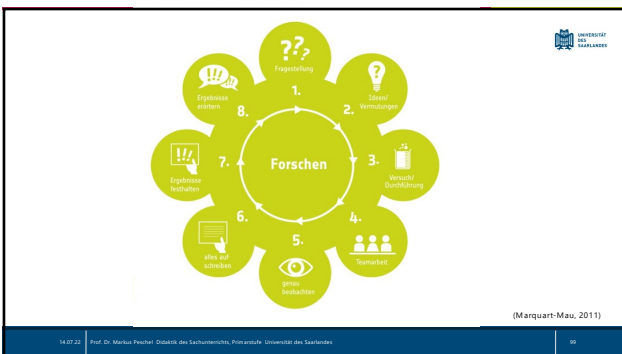 ???
Fragestellung
1.
UNIVERSITÄT
DES
SAARLANDES
?
Ideen/
Vermutungen
2.
3.
Versuch/
Durchführung
4.
Teamarbeit
5.
genau
beobachten
6.
alles auf-
schreiben
7.
!!!
Ergebnisse
festhalten
8.
!!!
Ergebnisse
erörtern
Forschen
(Marquart-Mau, 2011)
14.07.22 Prof. Dr. Markus Peschel Didaktik des Sachunterrichts, Primarstufe Universität des Saarlandes 99